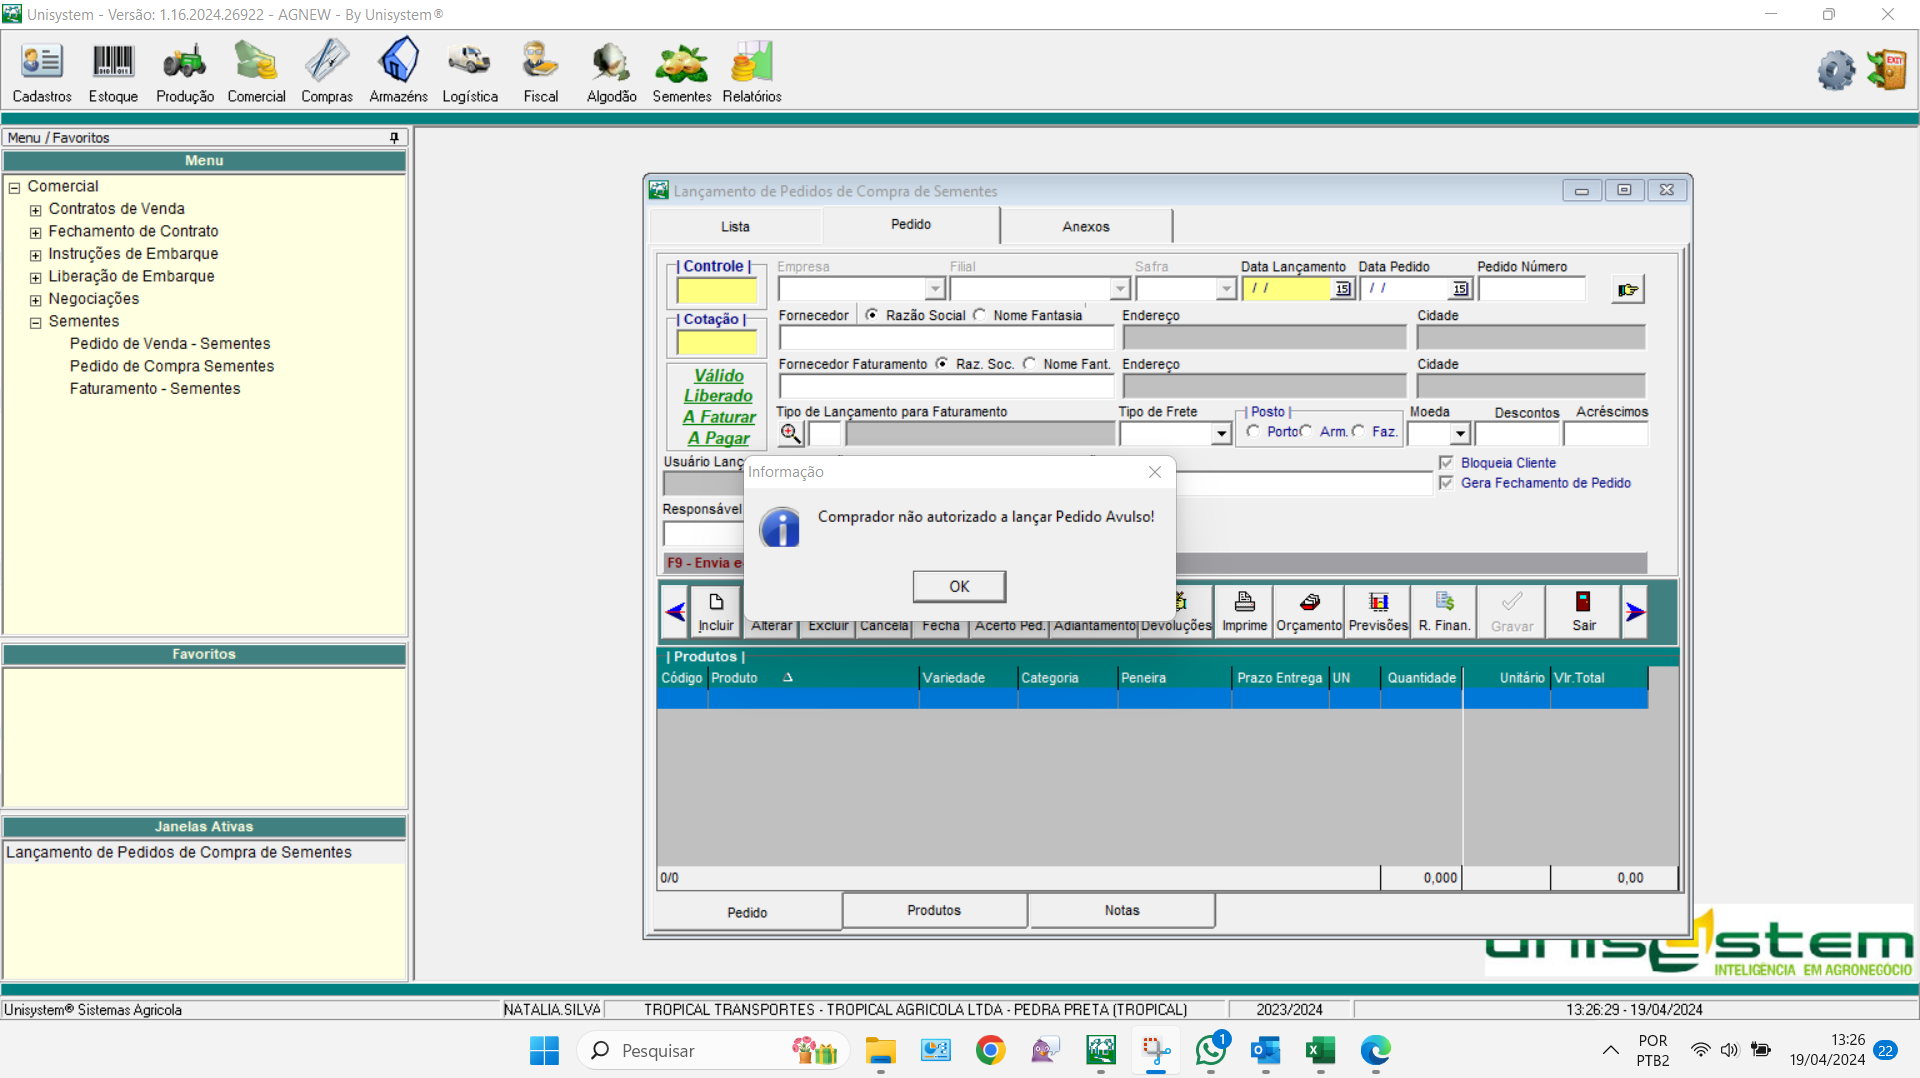 Unisystem - Versão: 1.16.2024.26922 - AGNEW - By Unisystem®
Cadastros Estoque Produção Comercial Compras Armazéns Logística Fiscal Algodão Sementes Relatórios
EXIT
Menu / Favoritos
Menu
Comercial
Contratos de Venda
Fechamento de Contrato
Instruções de Embarque
Liberação de Embarque
Negociações
Sementes
Pedido de Venda - Sementes
Pedido de Compra Sementes
Faturamento - Sementes
Favoritos
Janelas Ativas
Lançamento de Pedidos de Compra de Sementes
Lançamento de Pedidos de Compra de Sementes
Lista Pedido Anexos
| Controle | Empresa Filial Safra Data Lançamento Data Pedido Pedido Número
/ / 15 / / 15
| Cotação | Fornecedor Razão Social Nome Fantasia Endereço Cidade
Fornecedor Faturamento Raz. Soc. Nome Fant. Endereço Cidade
Válido
Liberado
A Faturar
A Pagar
Tipo de Lançamento para Faturamento Tipo de Frete | Posto | Moeda Descontos Acréscimos
Porto Arm. Faz.
Usuário Lanç
Bloqueia Cliente
Gera Fechamento de Pedido
Responsável
F9 - Envia e-
Informação
Comprador não autorizado a lançar Pedido Avulso!
OK
Incluir Alterar Excluir Cancela Fecha Acerto Ped. Adiantamento Devoluções Imprime Orçamento Previsões R. Finan. Gravar Sair
| Produtos |
Código Produto Variedade Categoria Peneira Prazo Entrega UN Quantidade Unitário Vlr.Total
0/0 0,000 0,00
Pedido Produtos Notas
unisystem
INTELIGÊNCIA EM AGRONEGÓCIO
Unisystem® Sistemas Agricola NATALIA.SILVA TROPICAL TRANSPORTES - TROPICAL AGRICOLA LTDA - PEDRA PRETA (TROPICAL) 2023/2024 13:26:29 - 19/04/2024
Pesquisar
1
POR
PTB2
13:26
19/04/2024
22